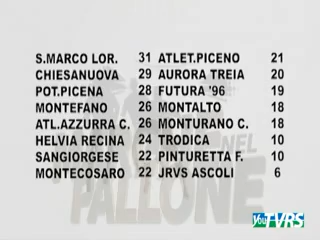 S.MARCO LOR. 31 ATLET.PICENO 21
CHIESANUOVA 29 AURORA TREIA 20
POT.PICENA 28 FUTURA '96 19
MONTEFANO 26 MONTALTO 18
ATL.AZZURRA C. 26 MONTURANO C. 18
HELVIA RECINA 24 TRODICA 10
SANGIORGESE 22 PINTURETTA F. 10
MONTECOSARO 22 JRVS ASCOLI 6
NEL
PALLONE
YouTVRS